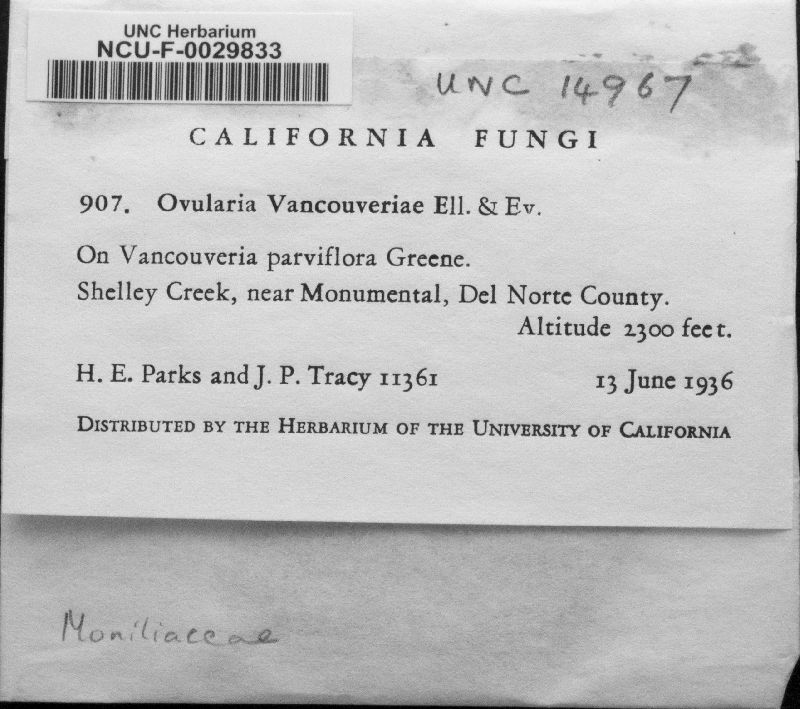 UNC Herbarium
NCU-F-0029833
UNC 14967
CALIFORNIA FUNGI
907. Ovularia Vancouveriae Ell. & Ev.
On Vancouveria parviflora Greene.
Shelley Creek, near Monumental, Del Norte County.
Altitude 2300 feet.
H. E. Parks and J. P. Tracy 11361 13 June 1936
DISTRIBUTED BY THE HERBARIUM OF THE UNIVERSITY OF CALIFORNIA
Moniliaceae